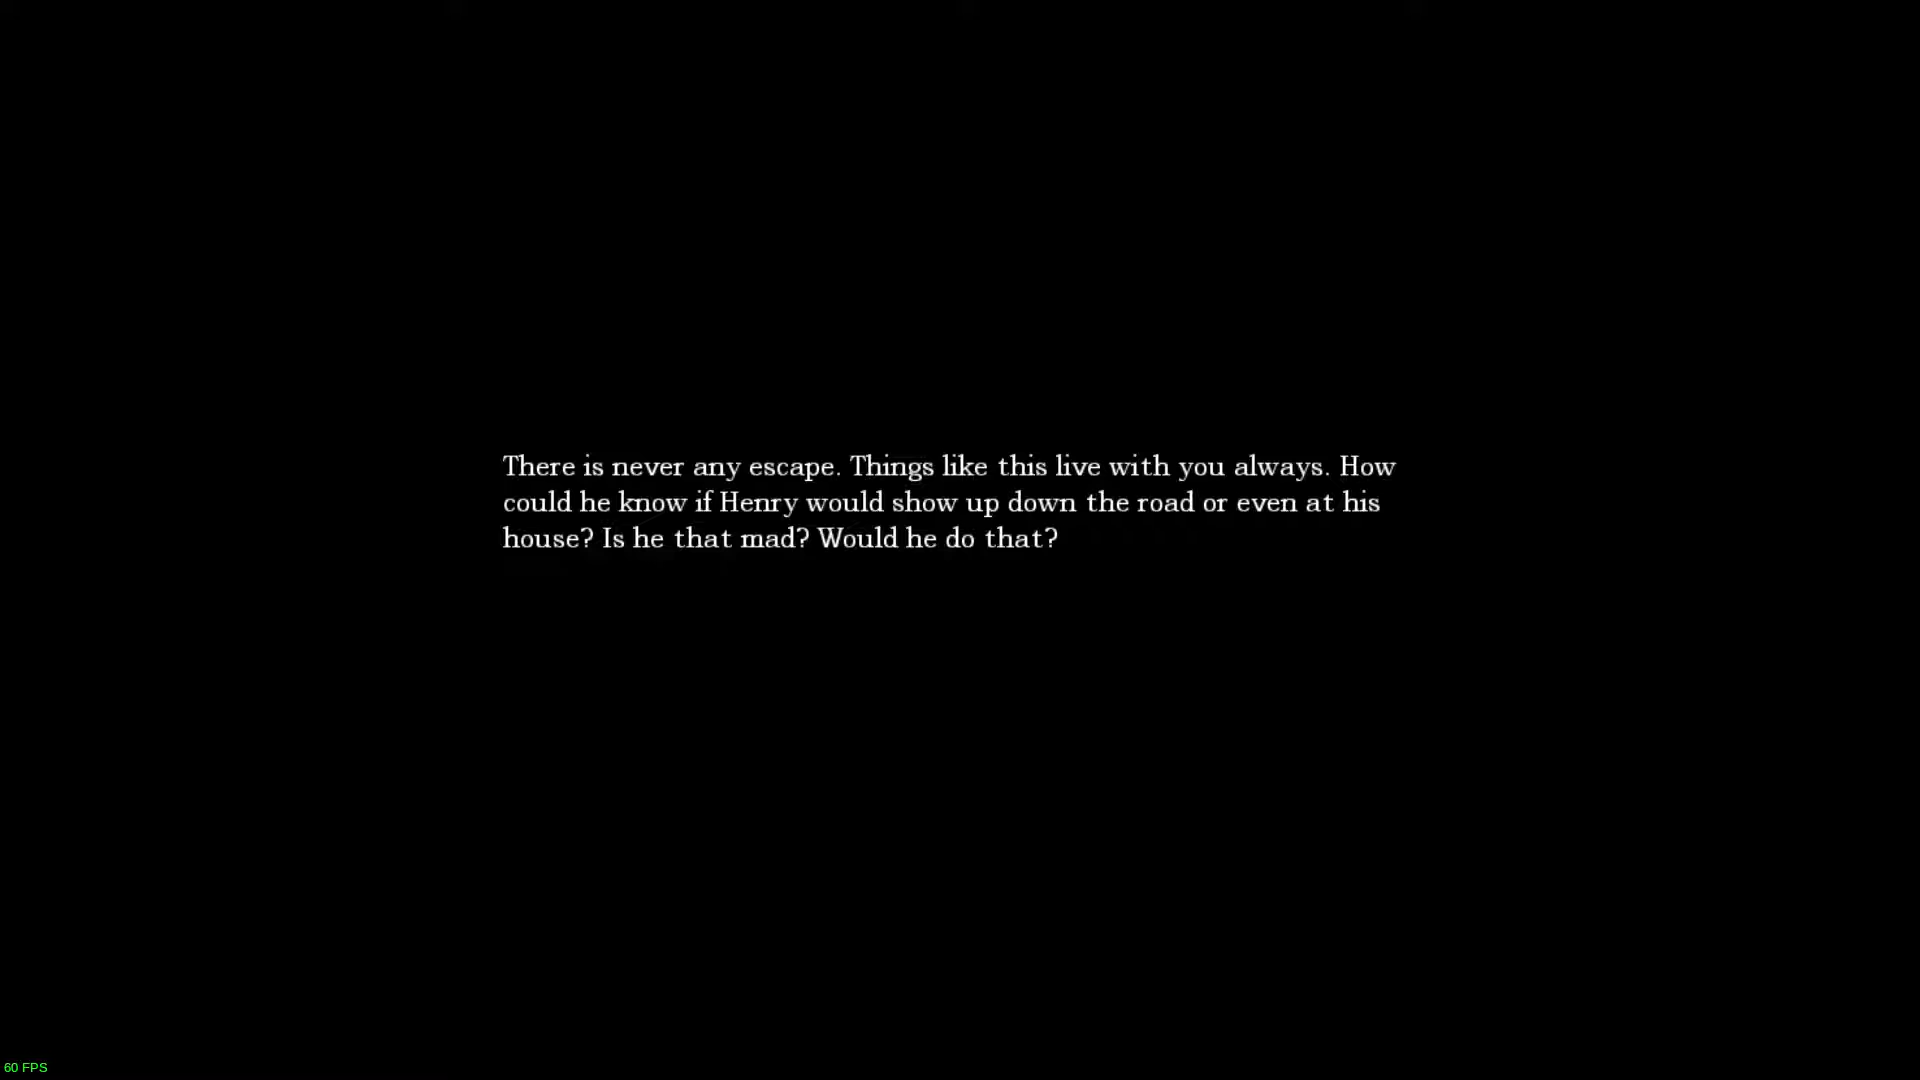 There is never any escape. Things like this live with you always. How
could he know if Henry would show up down the road or even at his
house? Is he that mad? Would he do that?
60 FPS